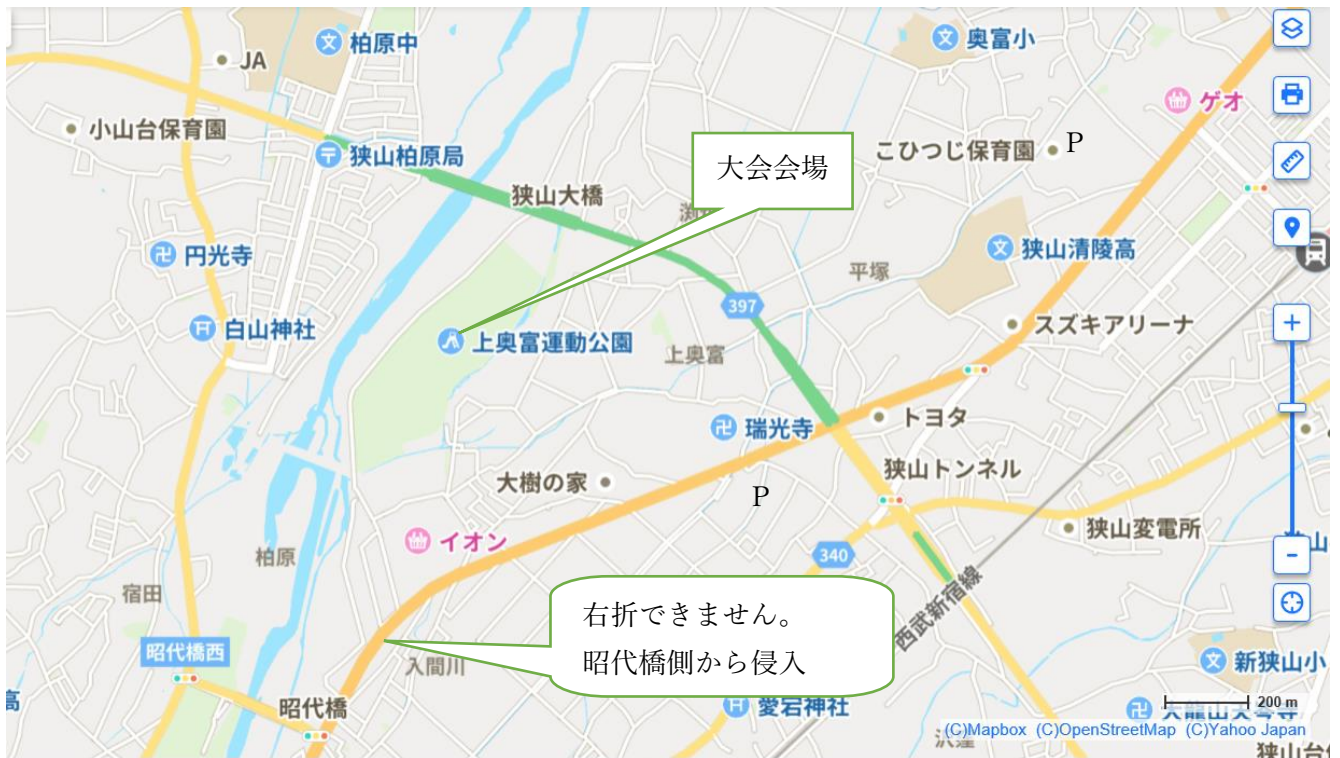 柏原中
奥富小
JA
ゲオ
小山台保育園
狭山柏原局
大会会場
こひつじ保育園
P
狭山大橋
円光寺
狭山清陵高
平塚
397
スズキアリーナ
白山神社
上奥富運動公園
上奥富
瑞光寺
トヨタ
大樹の家
狭山トンネル
P
イオン
狭山変電所
柏原
340
宿田
西武新宿線
右折できません。
昭代橋側から侵入
昭代橋西
入間川
新狭山小
高
昭代橋
愛宕神社
200 m
(C)Mapbox (C)OpenStreetMap (C)Yahoo Japan
狭山台